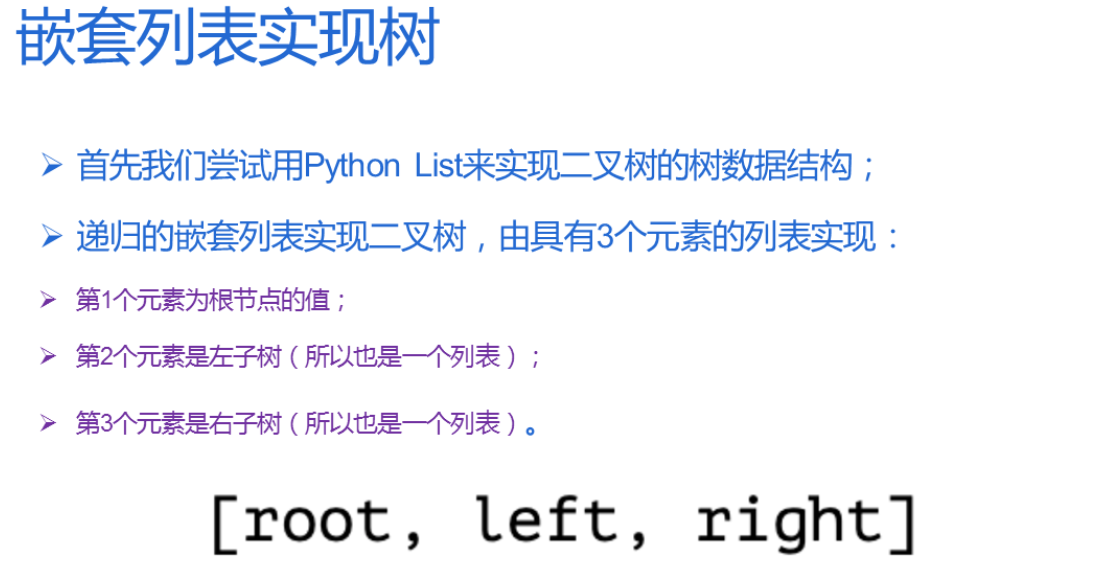 嵌套列表实现树
首先我们尝试用Python List来实现二叉树的树数据结构；
递归的嵌套列表实现二叉树，由具有3个元素的列表实现：
第1个元素为根节点的值；
第2个元素是左子树（所以也是一个列表）；
第3个元素是右子树（所以也是一个列表）。
[root, left, right]